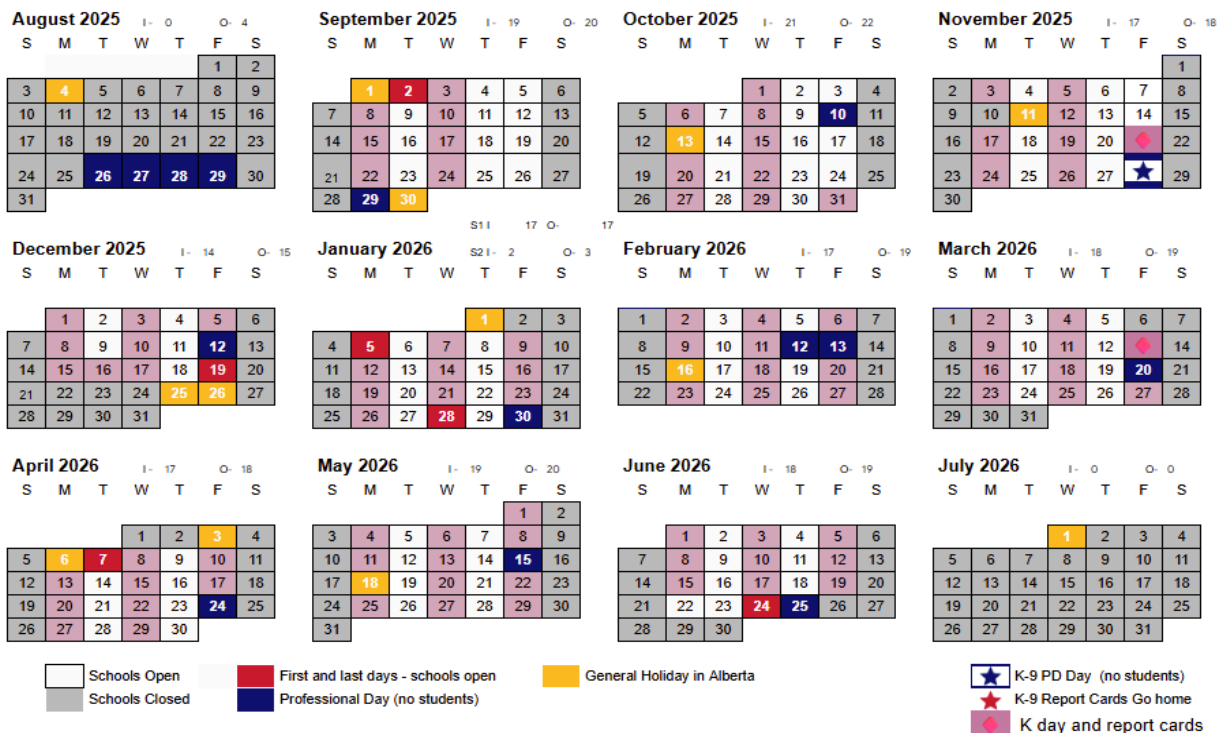 August 2025 I - 0 O- 4
S M T W T F S
1 2
3 4 5 6 7 8 9
10 11 12 13 14 15 16
17 18 19 20 21 22 23
24 25 26 27 28 29 30
31
September 2025 I - 19 O- 20
S M T W T F S
1 2 3 4 5 6
7 8 9 10 11 12 13
14 15 16 17 18 19 20
21 22 23 24 25 26 27
28 29 30
October 2025 I - 21 O- 22
S M T W T F S
1 2 3 4
5 6 7 8 9 10 11
12 13 14 15 16 17 18
19 20 21 22 23 24 25
26 27 28 29 30 31
November 2025 I - 17 O- 18
S M T W T F S
1
2 3 4 5 6 7 8
9 10 11 12 13 14 15
16 17 18 19 20 22
23 24 25 26 27 29
30
December 2025 I - 14 O- 15
S M T W T F S
1 2 3 4 5 6
7 8 9 10 11 12 13
14 15 16 17 18 19 20
21 22 23 24 25 26 27
28 29 30 31
S1 I 17 O- 17
January 2026 S2 I - 2 O- 3
S M T W T F S
1 2 3
4 5 6 7 8 9 10
11 12 13 14 15 16 17
18 19 20 21 22 23 24
25 26 27 28 29 30 31
February 2026 I - 17 O- 19
S M T W T F S
1 2 3 4 5 6 7
8 9 10 11 12 13 14
15 16 17 18 19 20 21
22 23 24 25 26 27 28
March 2026 I - 18 O- 19
S M T W T F S
1 2 3 4 5 6 7
8 9 10 11 12 14
15 16 17 18 19 20 21
22 23 24 25 26 27 28
29 30 31
April 2026 I - 17 O- 18
S M T W T F S
1 2 3 4
5 6 7 8 9 10 11
12 13 14 15 16 17 18
19 20 21 22 23 24 25
26 27 28 29 30
May 2026 I - 19 O- 20
S M T W T F S
1 2
3 4 5 6 7 8 9
10 11 12 13 14 15 16
17 18 19 20 21 22 23
24 25 26 27 28 29 30
31
June 2026 I - 18 O- 19
S M T W T F S
1 2 3 4 5 6
7 8 9 10 11 12 13
14 15 16 17 18 19 20
21 22 23 24 25 26 27
28 29 30
July 2026 I - 0 O- 0
S M T W T F S
1 2 3 4
5 6 7 8 9 10 11
12 13 14 15 16 17 18
19 20 21 22 23 24 25
26 27 28 29 30 31
Schools Open
Schools Closed
First and last days - schools open
Professional Day (no students)
General Holiday in Alberta
K-9 PD Day (no students)
K-9 Report Cards Go home
K day and report cards